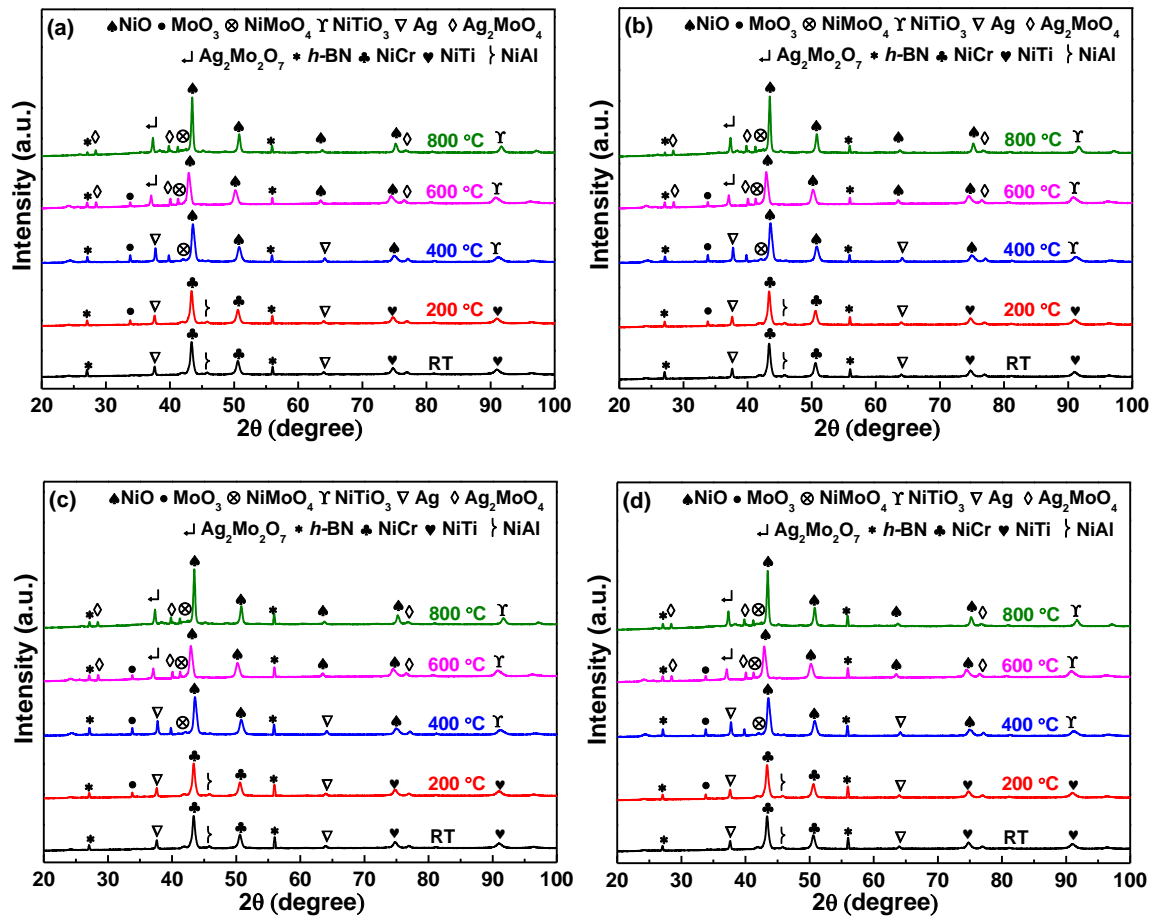 (a) ♠NiO ●MoO₃ ⊗NiMoO₄ ϒNiTiO₃ ▽Ag ◊Ag₂MoO₄
↵ Ag₂Mo₂O₇ * h-BN ♣ NiCr ♥ NiTi } NiAl
800 °C
600 °C
400 °C
200 °C
RT
Intensity (a.u.)
20 30 40 50 60 70 80 90 100
2θ (degree)
(b) ♠NiO ●MoO₃ ⊗NiMoO₄ ϒNiTiO₃ ▽Ag ◊Ag₂MoO₄
↵ Ag₂Mo₂O₇ * h-BN ♣ NiCr ♥ NiTi } NiAl
800 °C
600 °C
400 °C
200 °C
RT
Intensity (a.u.)
20 30 40 50 60 70 80 90 100
2θ (degree)
(c) ♠NiO ● MoO₃ ⊗ NiMoO₄ ϒ NiTiO₃ ▽ Ag ◊ Ag₂MoO₄
↵ Ag₂Mo₂O₇ * h-BN ♣ NiCr ♥ NiTi } NiAl
800 °C
600 °C
400 °C
200 °C
RT
Intensity (a.u.)
20 30 40 50 60 70 80 90 100
2θ (degree)
(d) ♠NiO ● MoO₃ ⊗ NiMoO₄ ϒ NiTiO₃ ▽ Ag ◊ Ag₂MoO₄
↵ Ag₂Mo₂O₇ * h-BN ♣ NiCr ♥ NiTi } NiAl
800 °C
600 °C
400 °C
200 °C
RT
Intensity (a.u.)
20 30 40 50 60 70 80 90 100
2θ (degree)